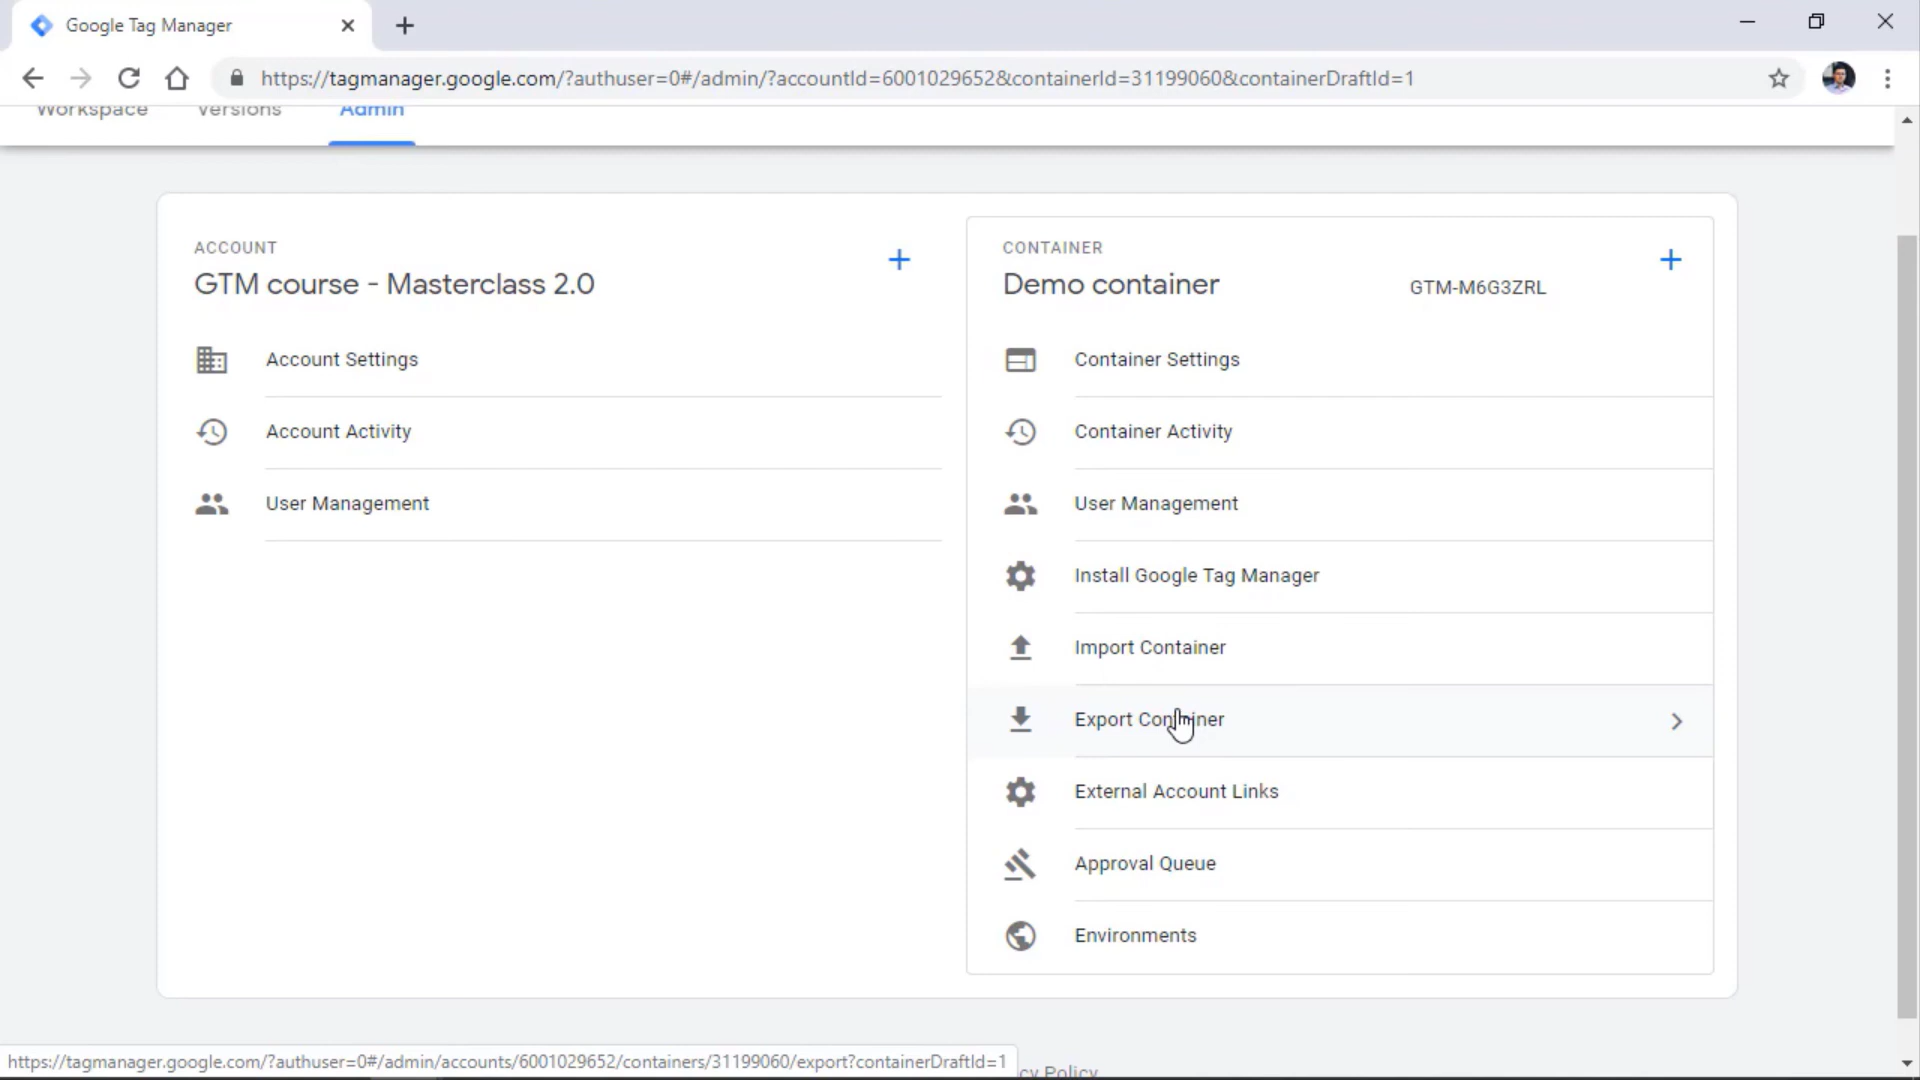 Google Tag Manager
https://tagmanager.google.com/?authuser=0#/admin/?accountId=6001029652&containerId=31199060&containerDraftId=1
Workspace Versions Admin
ACCOUNT
GTM course - Masterclass 2.0
Account Settings
Account Activity
User Management
CONTAINER
Demo container GTM-M6G3ZRL
Container Settings
Container Activity
User Management
Install Google Tag Manager
Import Container
Export Container
External Account Links
Approval Queue
Environments
https://tagmanager.google.com/?authuser=0#/admin/accounts/6001029652/containers/31199060/export?containerDraftId=1
cy Policy